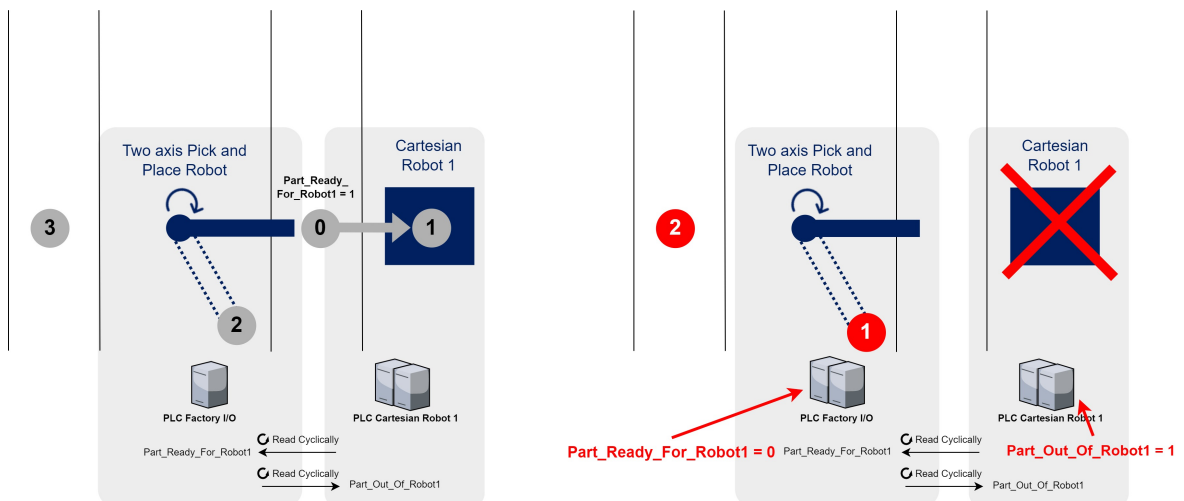 Two axis Pick and
Place Robot
Cartesian
Robot 1
Part_Ready_
For_Robot1 = 1
3
0
1
2
PLC Factory I/O
PLC Cartesian Robot 1
Read Cyclically
Part_Ready_For_Robot1
Read Cyclically
Part_Out_Of_Robot1
Two axis Pick and
Place Robot
Cartesian
Robot 1
2
1
PLC Factory I/O
PLC Cartesian Robot 1
Part_Ready_For_Robot1 = 0
Read Cyclically
Part_Ready_For_Robot1
Part_Out_Of_Robot1 = 1
Read Cyclically
Part_Out_Of_Robot1